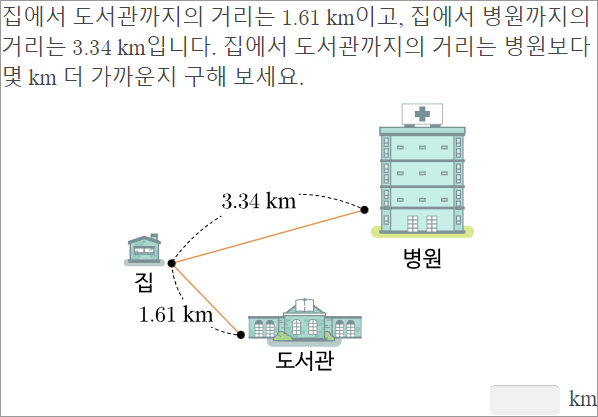 집에서 도서관까지의 거리는 1.61 km이고, 집에서 병원까지의
거리는 3.34 km입니다. 집에서 도서관까지의 거리는 병원보다
몇 km 더 가까운지 구해 보세요.
3.34 km
병원
집
1.61 km
도서관
km